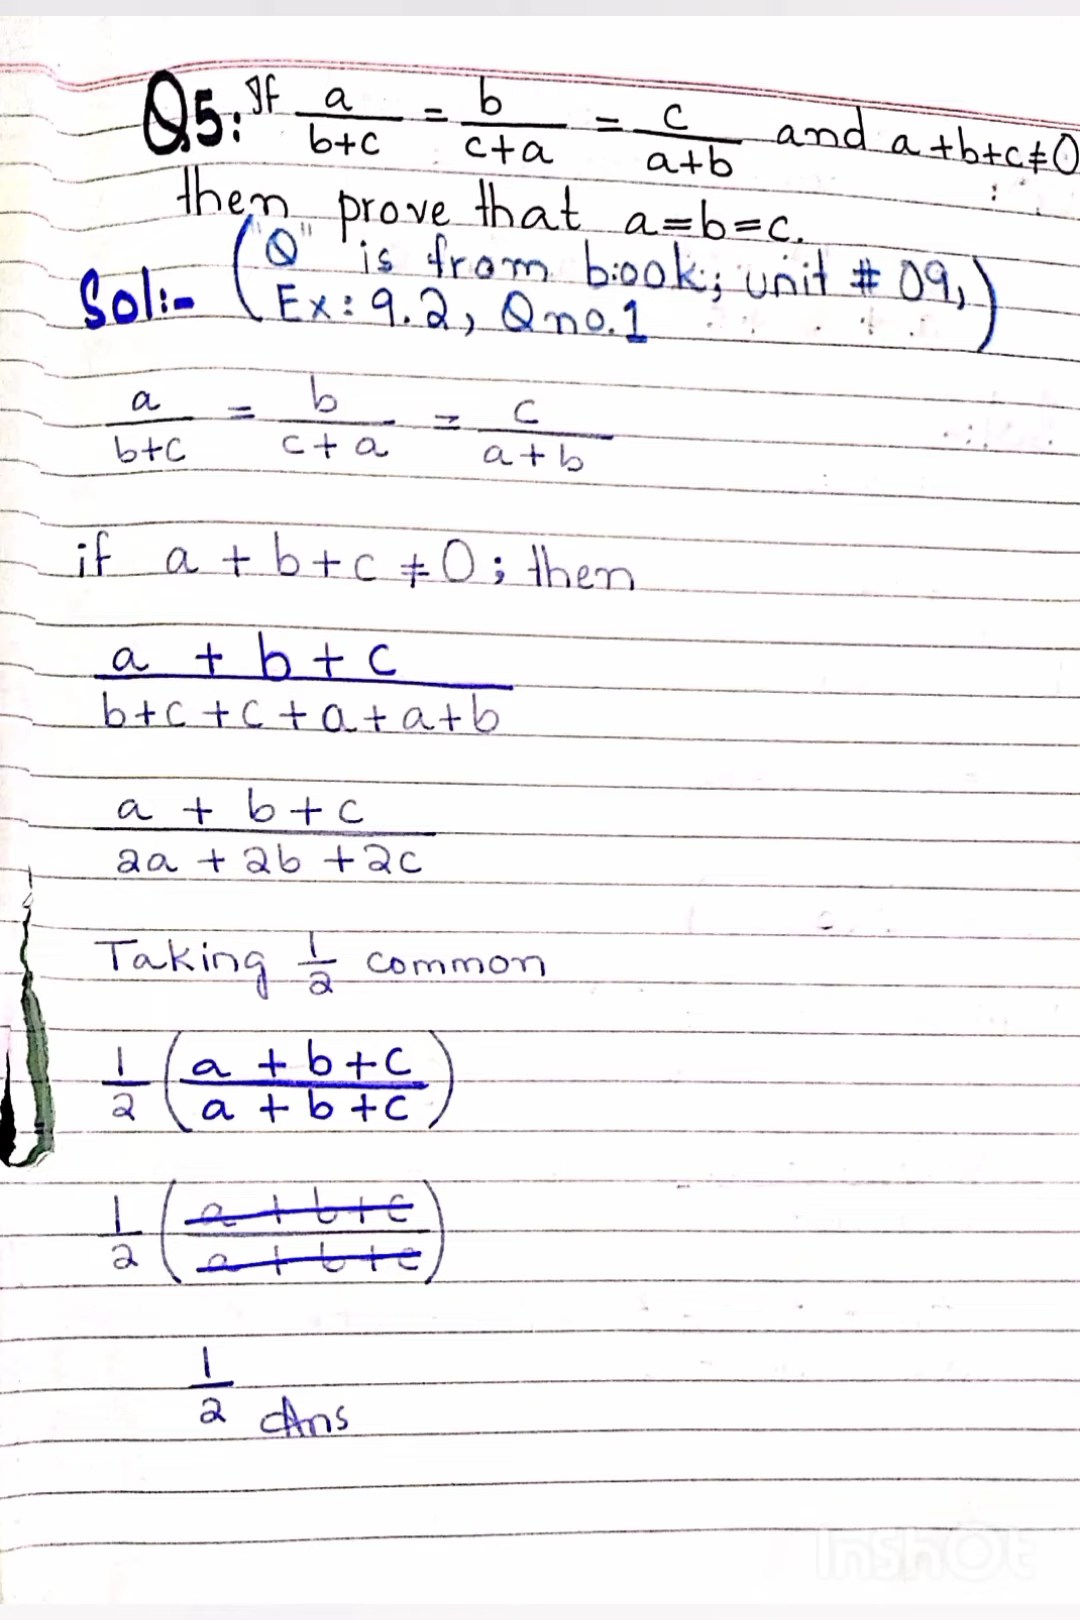 Q5: If a/(b+c) = b/(c+a) = c/(a+b) and a+b+c≠0
then prove that a=b=c.
Sol:- ("Q" is from book; unit # 09,
Ex: 9.2, Q no.1)
a/(b+c) = b/(c+a) = c/(a+b)
if a+b+c≠0; then
a + b + c
b+c+c+a+a+b
a + b + c
2a + 2b + 2c
Taking 1/2 common
1/2 (a + b + c / a + b + c)
1/2 (a + b + c / a + b + c)
1/2 Ans
InshOt